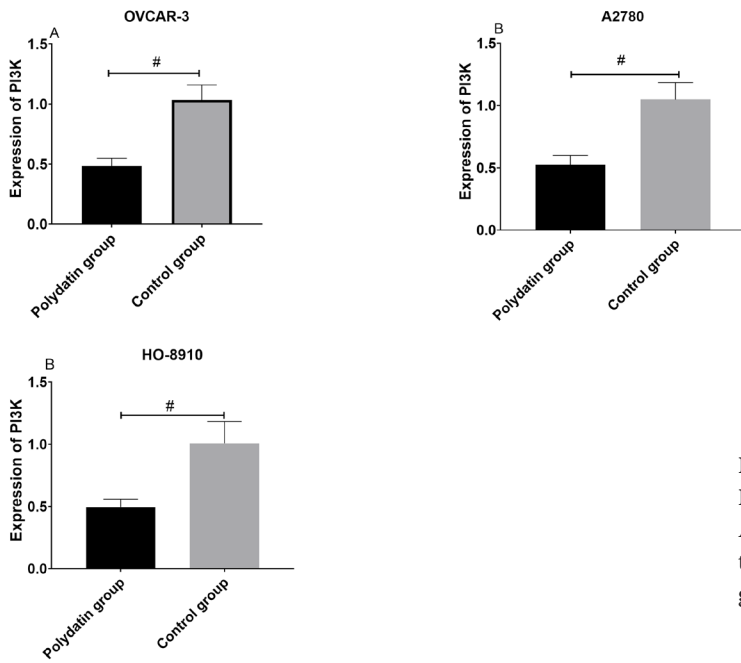 OVCAR-3
A
1.5
1.0
0.5
0.0
Expression of PI3K
#
Polydatin group
Control group
A2780
B
1.5
1.0
0.5
0.0
Expression of PI3K
#
Polydatin group
Control group
HO-8910
B
1.5
1.0
0.5
0.0
Expression of PI3K
#
Polydatin group
Control group